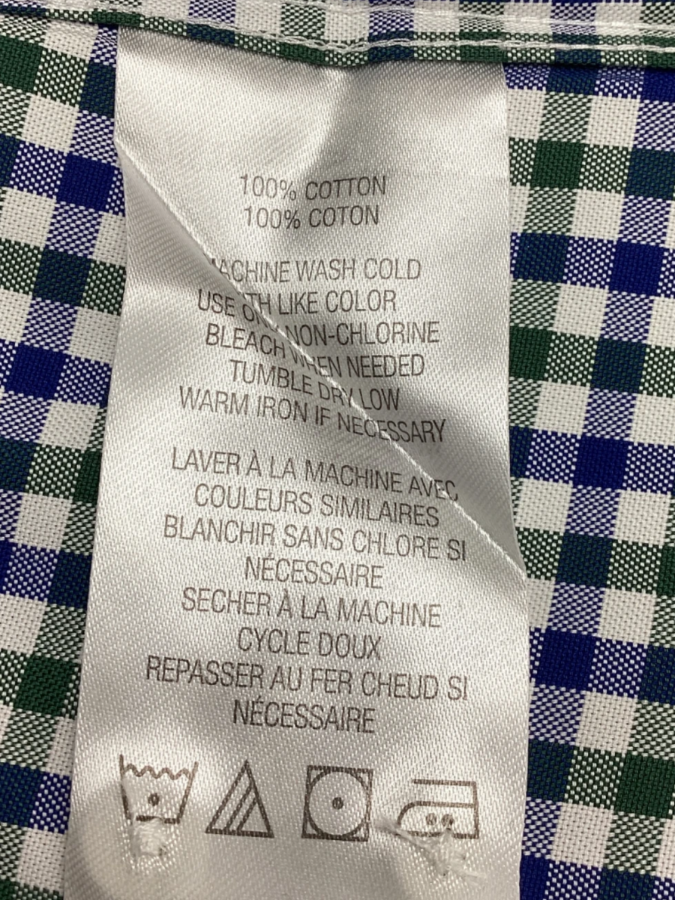 100% COTTON
100% COTON
MACHINE WASH COLD
USE LIKE COLOR
BLEACH WHEN NEEDED
TUMBLE DRY LOW
WARM IRON IF NECESSARY
LAVER À LA MACHINE AVEC
COULEURS SIMILAIRES
BLANCHIR SANS CHLORE SI
NÉCESSAIRE
SECHER À LA MACHINE
CYCLE DOUX
REPASSER AU FER CHEUD SI
NÉCESSAIRE